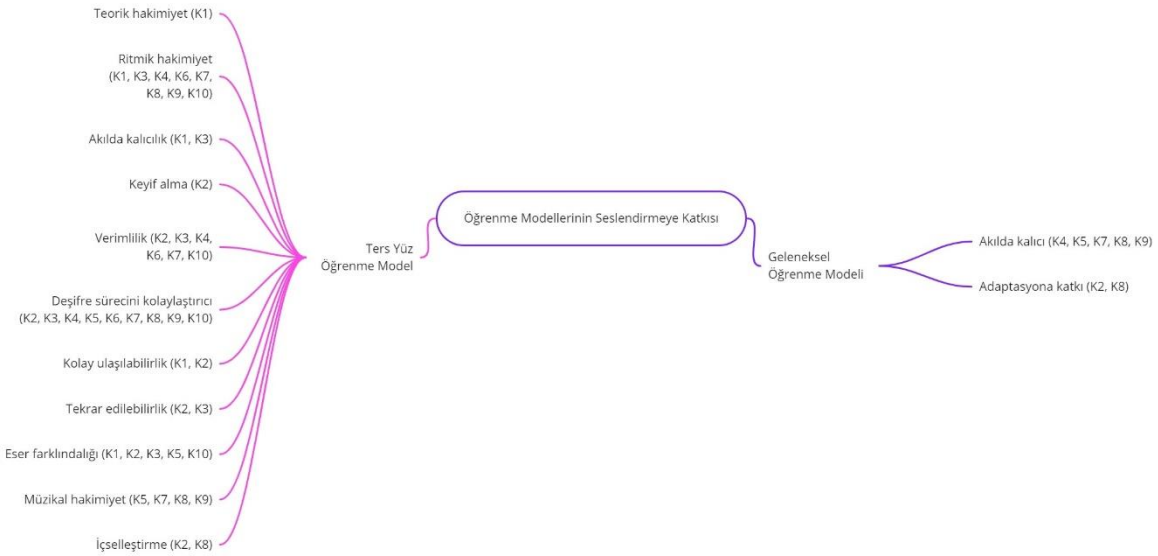 Teorik hakimiyet (K1)
Ritmik hakimiyet
(K1, K3, K4, K6, K7,
K8, K9, K10)
Akılda kalıcılık (K1, K3)
Keyif alma (K2)
Verimlilik (K2, K3, K4,
K6, K7, K10)
Deşifre sürecini kolaylaştırıcı
(K2, K3, K4, K5, K6, K7, K8, K9, K10)
Kolay ulaşılabilirlik (K1, K2)
Tekrar edilebilirlik (K2, K3)
Eser farkındalığı (K1, K2, K3, K5, K10)
Müzikal hakimiyet (K5, K7, K8, K9)
İçselleştirme (K2, K8)
Ters Yüz
Öğrenme Model
Öğrenme Modellerinin Seslendirmeye Katkısı
Geleneksel
Öğrenme Modeli
Akılda kalıcı (K4, K5, K7, K8, K9)
Adaptasyona katkı (K2, K8)